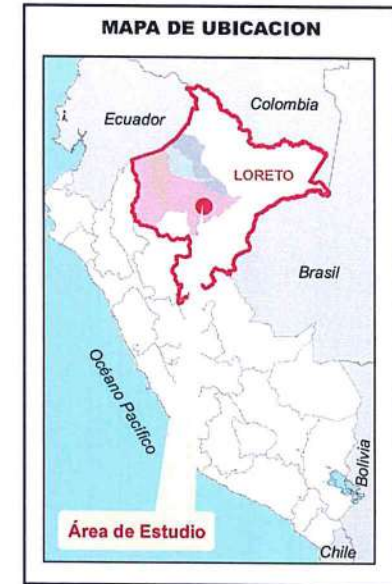 MAPA DE UBICACION
Ecuador
Colombia
LORETO
Brasil
Océano Pacífico
Bolivia
Área de Estudio
Chile